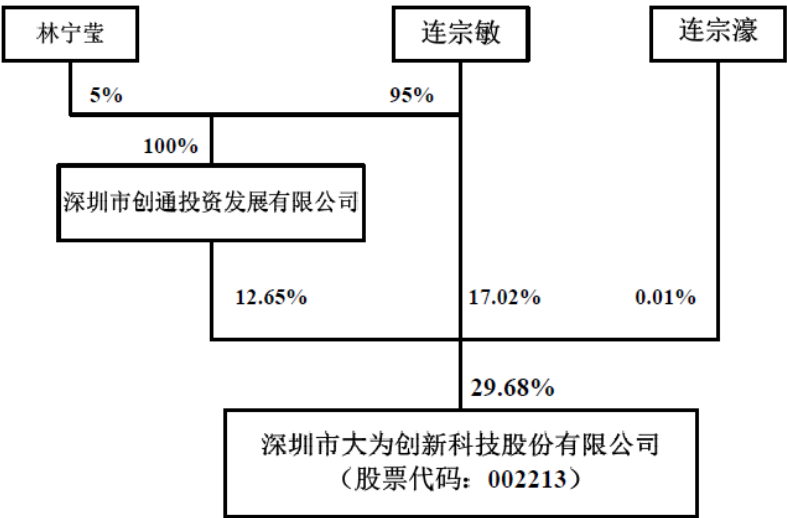 林宁莹
连宗敏
连宗濠
5%
95%
100%
深圳市创通投资发展有限公司
12.65%
17.02%
0.01%
29.68%
深圳市大为创新科技股份有限公司
（股票代码：002213）